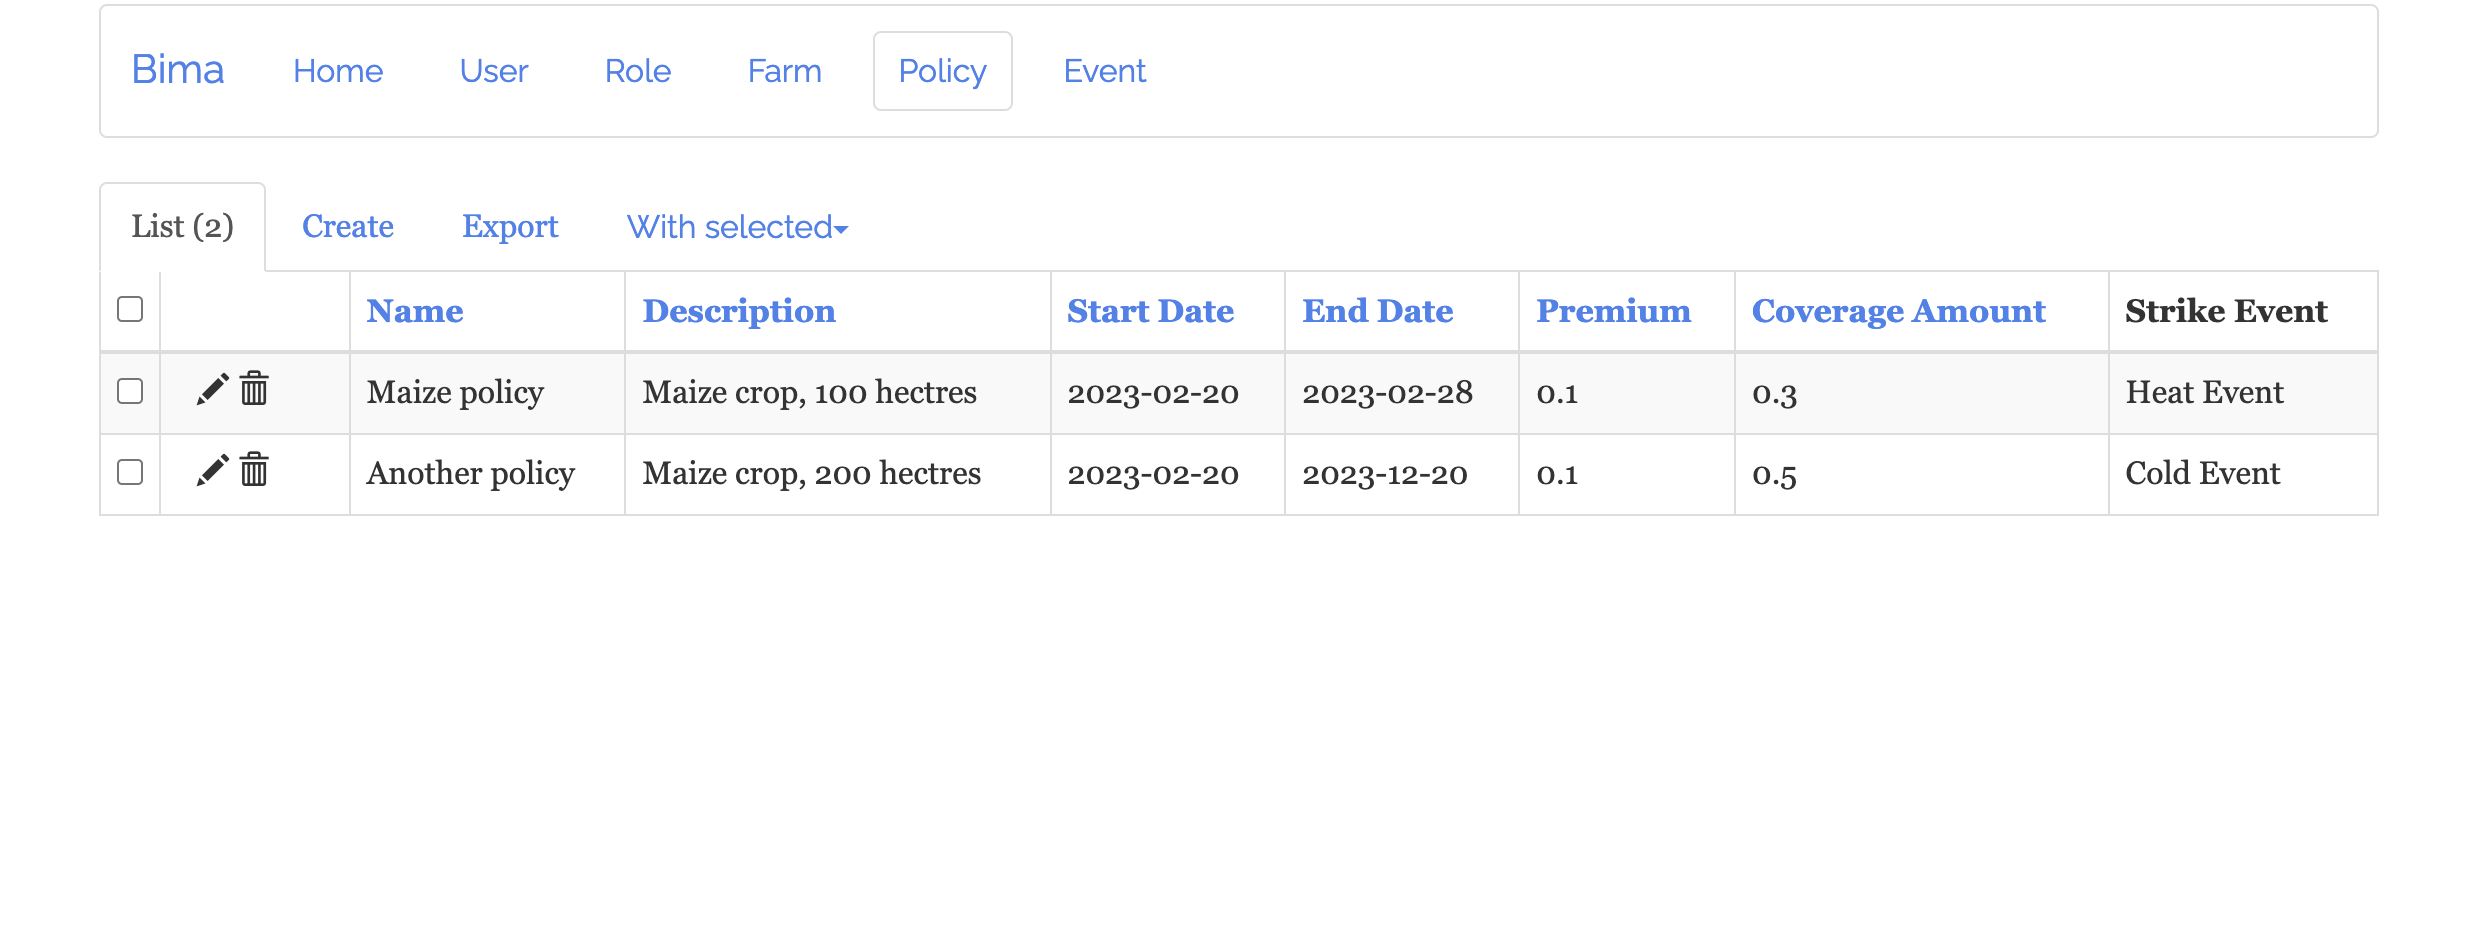 Bima Home User Role Farm Policy Event
List (2) Create Export With selected
Name Description Start Date End Date Premium Coverage Amount Strike Event
Maize policy Maize crop, 100 hectres 2023-02-20 2023-02-28 0.1 0.3 Heat Event
Another policy Maize crop, 200 hectres 2023-02-20 2023-12-20 0.1 0.5 Cold Event